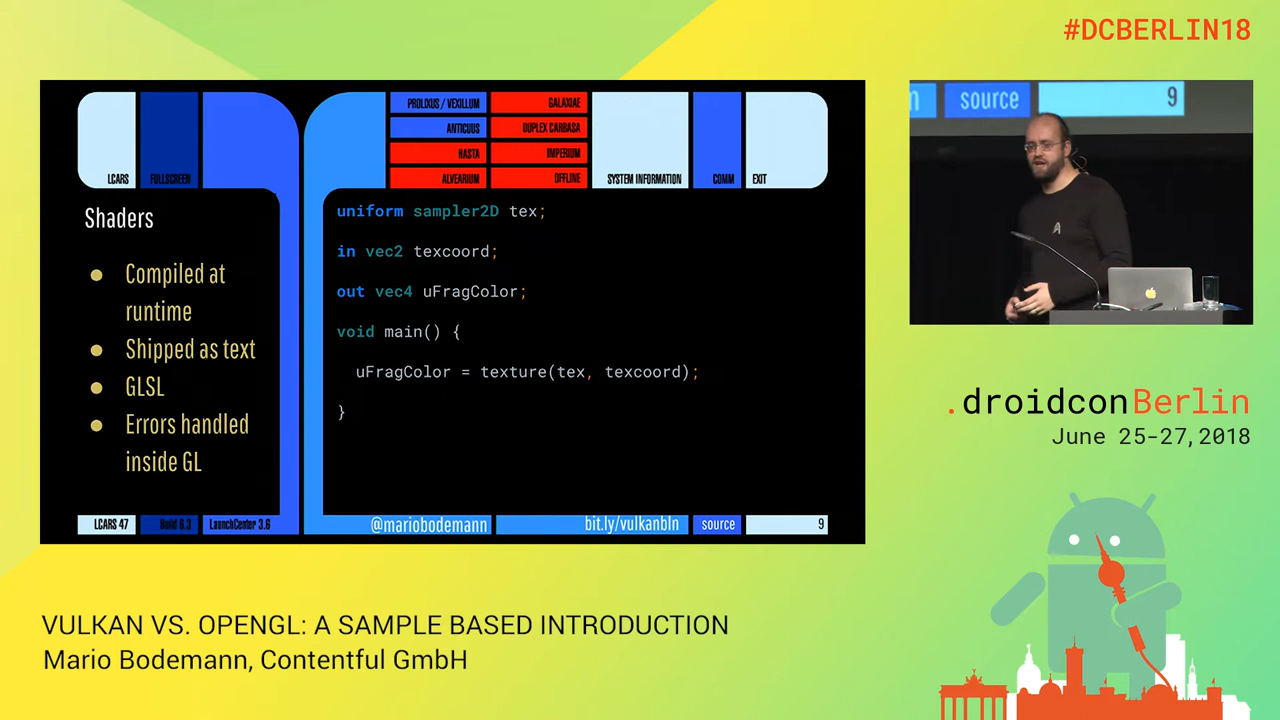 #DCBERLIN18
PROLIXUS / VEXILLUM
GALAXIAE
ANTICUUS
DUPLEX CARBASA
HASTA
IMPERIUM
LCARS
FULLSCREEN
ALVEARIUM
OFFLINE
SYSTEM INFORMATION
COMM
EXIT
Shaders
● Compiled at
runtime
● Shipped as text
● GLSL
● Errors handled
inside GL
uniform sampler2D tex;
in vec2 texcoord;
out vec4 uFragColor;
void main() {
uFragColor = texture(tex, texcoord);
}
LCARS 47
Build 6.3
LaunchCenter 3.6
@mariobodemann
bit.ly/vulkanbln
source
9
source
9
.droidconBerlin
June 25-27,2018
VULKAN VS. OPENGL: A SAMPLE BASED INTRODUCTION
Mario Bodemann, Contentful GmbH